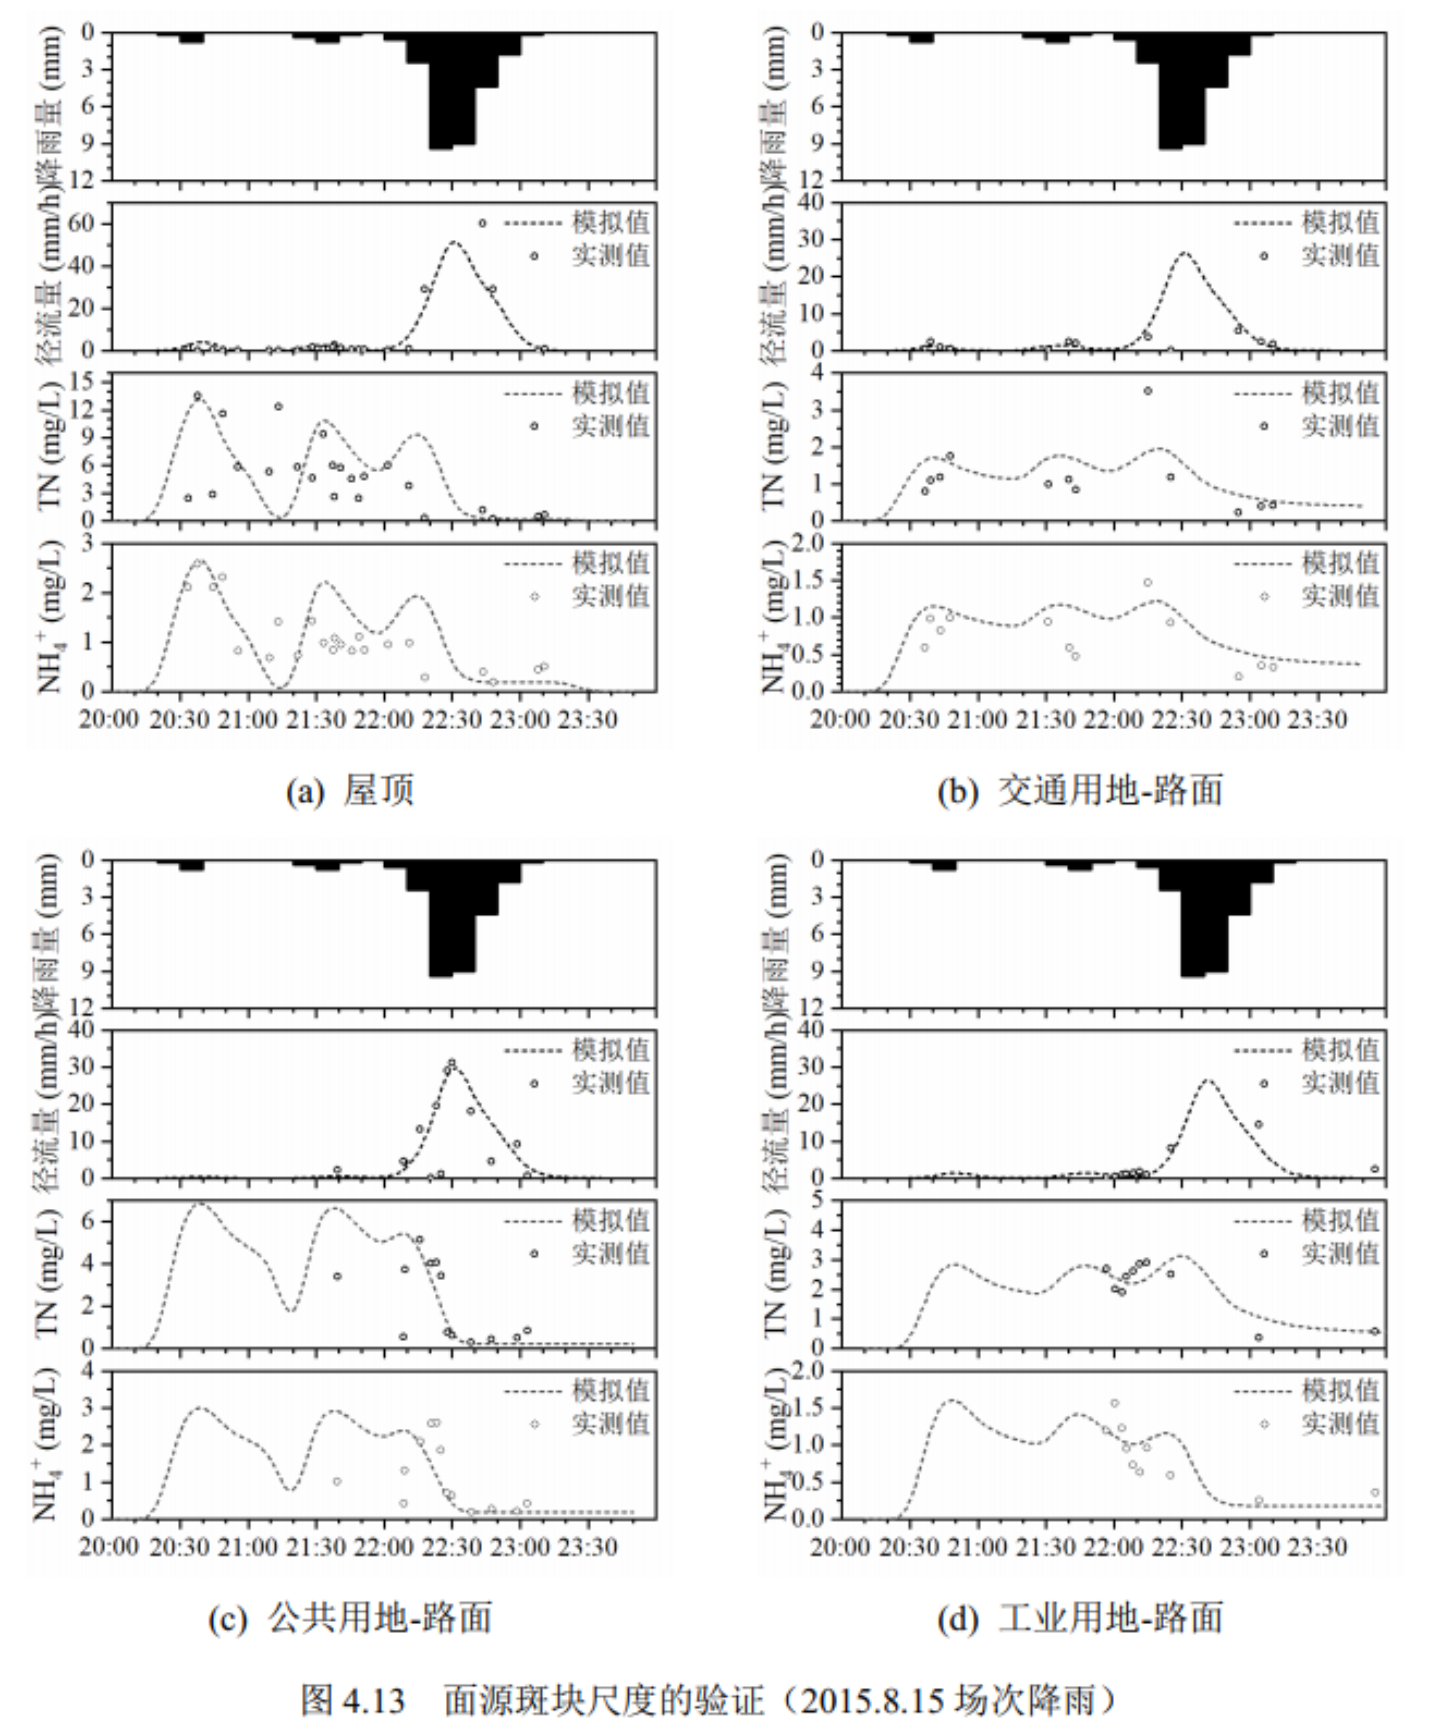 0
3
6
9
12
降雨量 (mm)
60
40
20
0
径流量 (mm/h)
模拟值
实测值
15
12
9
6
3
0
TN (mg/L)
模拟值
实测值
3
2
1
0
NH₄⁺ (mg/L)
模拟值
实测值
20:00 20:30 21:00 21:30 22:00 22:30 23:00 23:30
(a) 屋顶
0
3
6
9
12
降雨量 (mm)
40
30
20
10
0
径流量 (mm/h)
模拟值
实测值
4
3
2
1
0
TN (mg/L)
模拟值
实测值
2.0
1.5
1.0
0.5
0.0
NH₄⁺ (mg/L)
模拟值
实测值
20:00 20:30 21:00 21:30 22:00 22:30 23:00 23:30
(b) 交通用地-路面
0
3
6
9
12
降雨量 (mm)
40
30
20
10
0
径流量 (mm/h)
模拟值
实测值
6
4
2
0
TN (mg/L)
模拟值
实测值
4
3
2
1
0
NH₄⁺ (mg/L)
模拟值
实测值
20:00 20:30 21:00 21:30 22:00 22:30 23:00 23:30
(c) 公共用地-路面
0
3
6
9
12
降雨量 (mm)
40
30
20
10
0
径流量 (mm/h)
模拟值
实测值
5
4
3
2
1
0
TN (mg/L)
模拟值
实测值
2.0
1.5
1.0
0.5
0.0
NH₄⁺ (mg/L)
模拟值
实测值
20:00 20:30 21:00 21:30 22:00 22:30 23:00 23:30
(d) 工业用地-路面
图 4.13 面源斑块尺度的验证（2015.8.15 场次降雨）